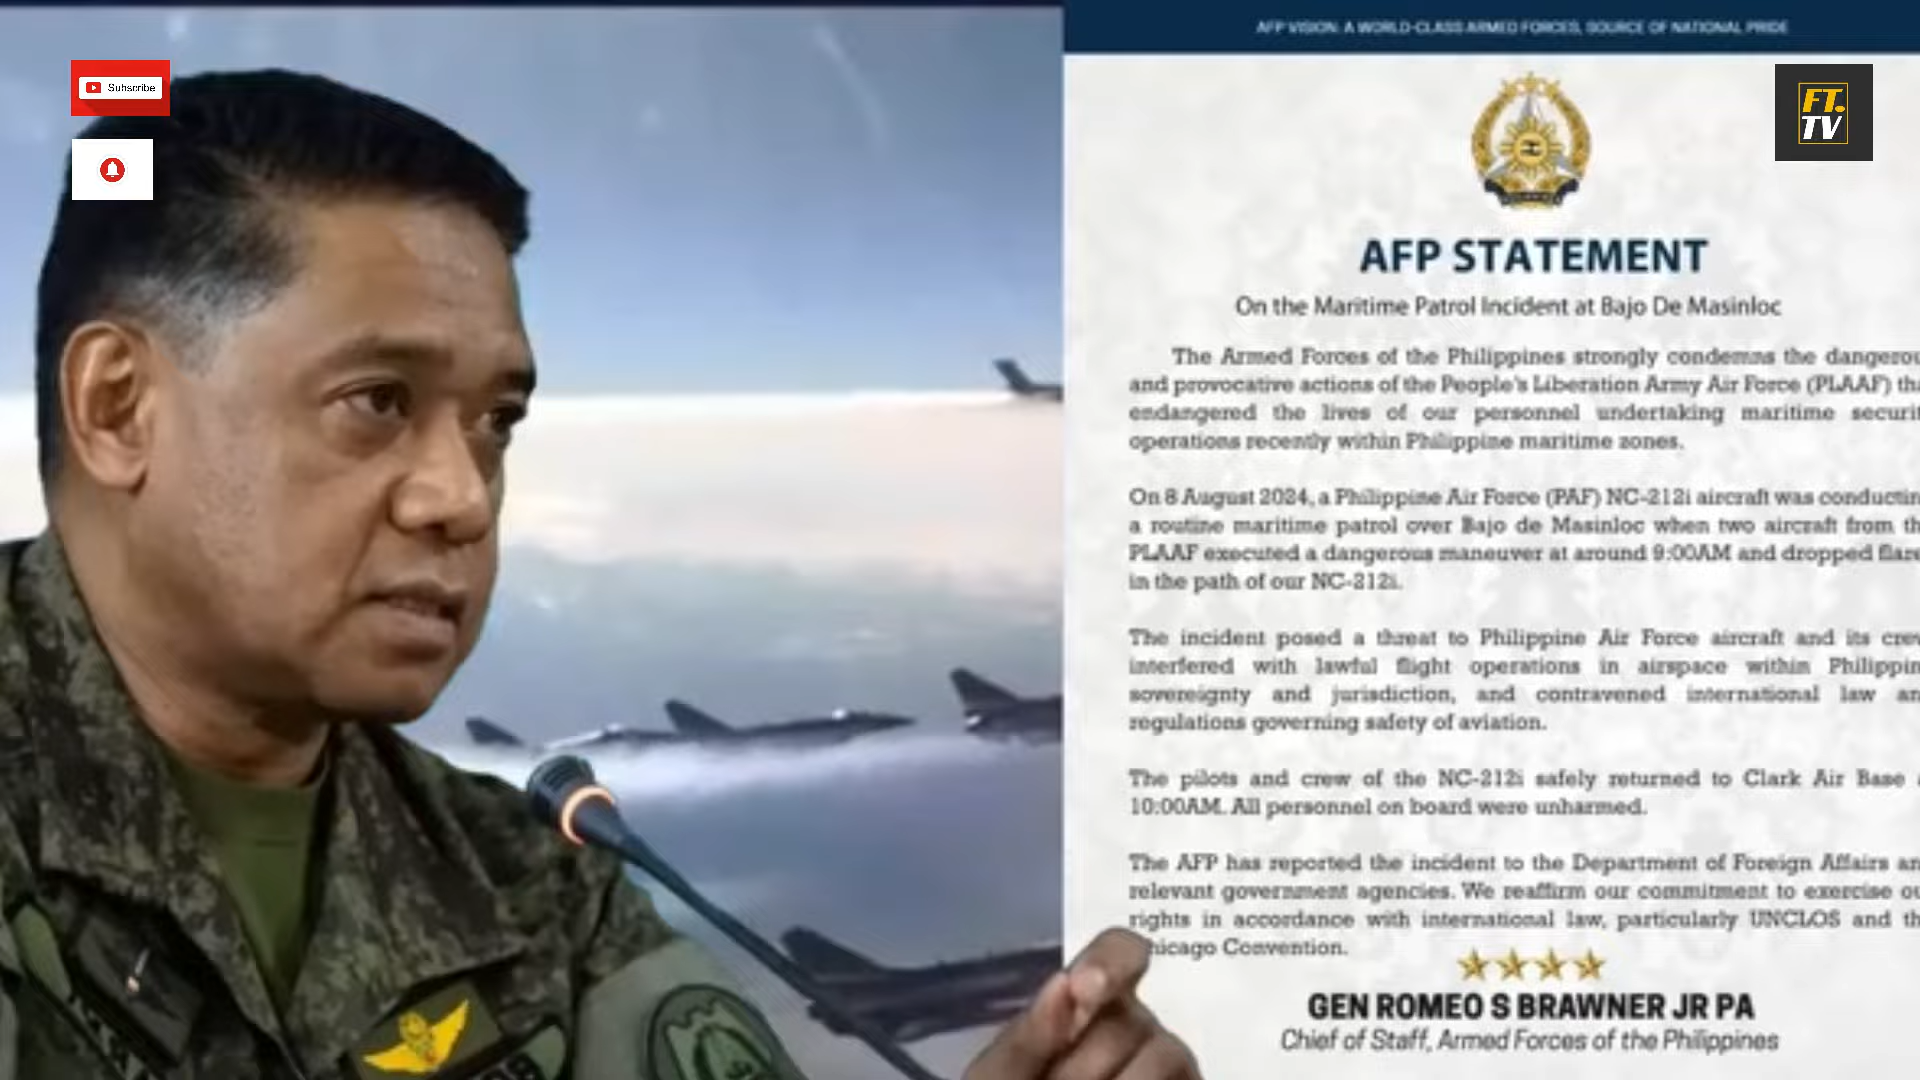 AFP VISION: A WORLD-CLASS ARMED FORCES, SOURCE OF NATIONAL PRIDE
Subscribe
FT.
TV
AFP STATEMENT
On the Maritime Patrol Incident at Bajo De Masinloc
The Armed Forces of the Philippines strongly condemns the dangerou
and provocative actions of the People's Liberation Army Air Force (PLAAF) tha
endangered the lives of our personnel undertaking maritime securit
operations recently within Philippine maritime zones.
On 8 August 2024, a Philippine Air Force (PAF) NC-212i aircraft was conductin
a routine maritime patrol over Bajo de Masinloc when two aircraft from th
PLAAF executed a dangerous maneuver at around 9:00AM and dropped flare
in the path of our NC-212i.
The incident posed a threat to Philippine Air Force aircraft and its crew
interfered with lawful flight operations in airspace within Philippin
sovereignty and jurisdiction, and contravened international law an
regulations governing safety of aviation.
The pilots and crew of the NC-212i safely returned to Clark Air Base a
10:00AM. All personnel on board were unharmed.
The AFP has reported the incident to the Department of Foreign Affairs an
relevant government agencies. We reaffirm our commitment to exercise ou
rights in accordance with international law, particularly UNCLOS and th
hicago Convention.
GEN ROMEO S BRAWNER JR PA
Chief of Staff, Armed Forces of the Philippines